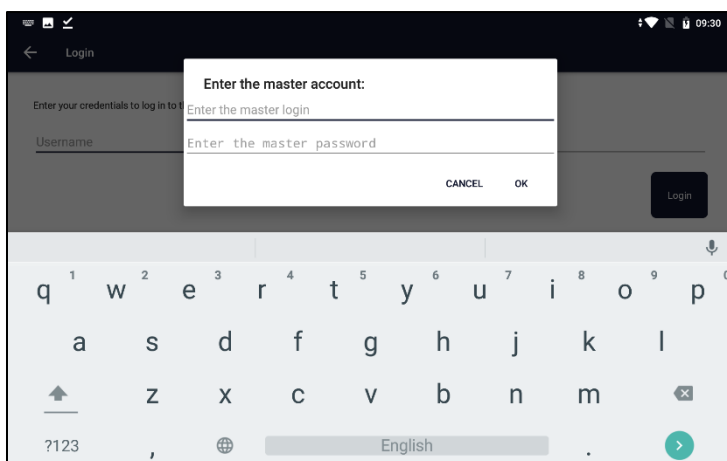 09:30
Login
Enter the master account:
Enter your credentials to log in to th
Enter the master login
Username
Enter the master password
CANCEL
OK
Login
1 2 3 4 5 6 7 8 9 0
q w e r t y u i o p
a s d f g h j k l
z x c v b n m
?123 , English .